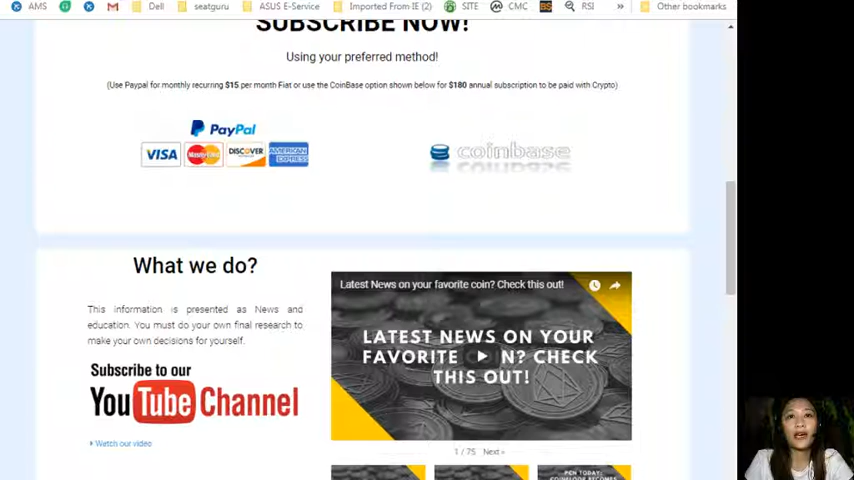 AMS
Dell
seatguru
ASUS E-Service
Imported From IE (2)
SITE
CMC
RSI
»
Other bookmarks
SUBSCRIBE NOW!
Using your preferred method!
(Use Paypal for monthly recurring $15 per month Fiat or use the CoinBase option shown below for $180 annual subscription to be paid with Crypto)
PayPal
VISA
MasterCard
DISCOVER
AMERICAN EXPRESS
coinbase
What we do?
This information is presented as News and
education. You must do your own final research to
make your own decisions for yourself.
Subscribe to our
YouTube Channel
Watch our video
Latest News on your favorite coin? Check this out!
LATEST NEWS ON YOUR
FAVORITE N? CHECK
THIS OUT!
1 / 75 Next »
PCN TODAY:
COINBOOK BECOMES